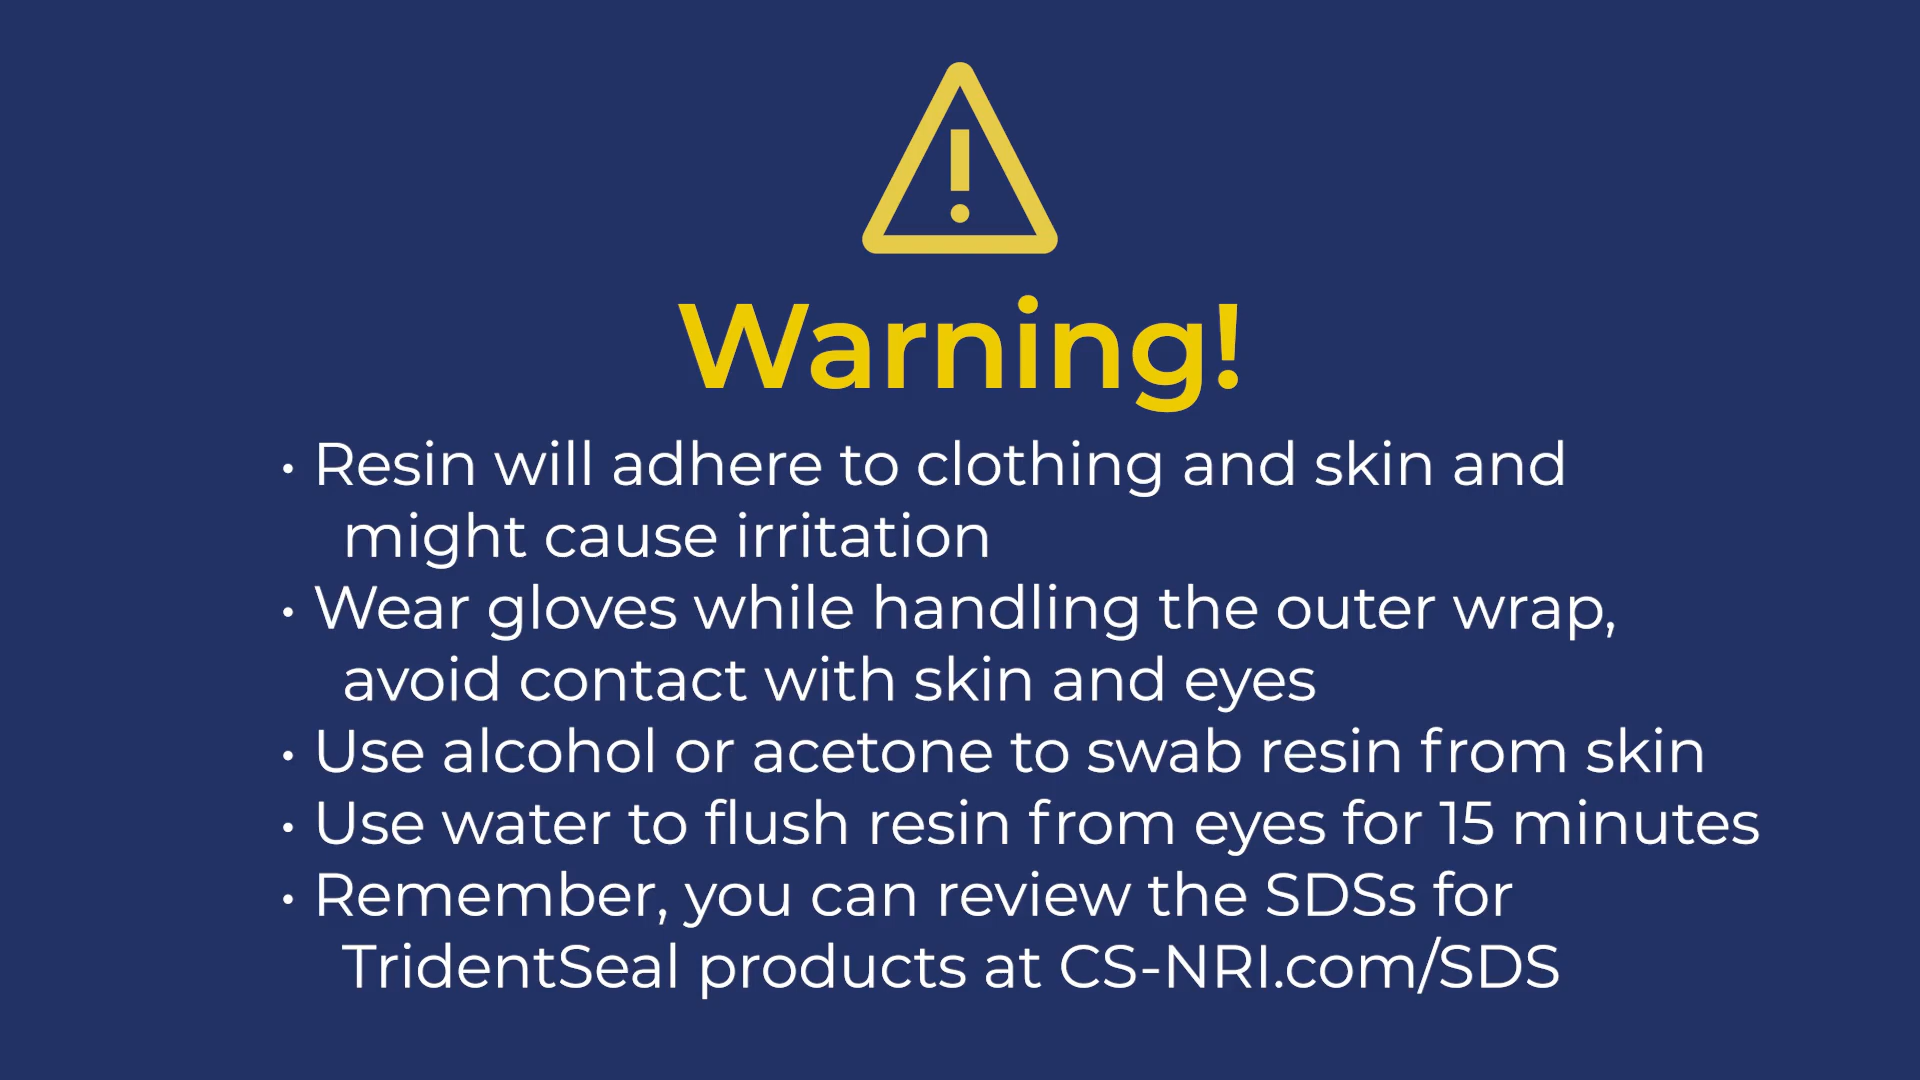 Warning!
• Resin will adhere to clothing and skin and
might cause irritation
• Wear gloves while handling the outer wrap,
avoid contact with skin and eyes
• Use alcohol or acetone to swab resin from skin
• Use water to flush resin from eyes for 15 minutes
• Remember, you can review the SDSs for
TridentSeal products at CS-NRI.com/SDS